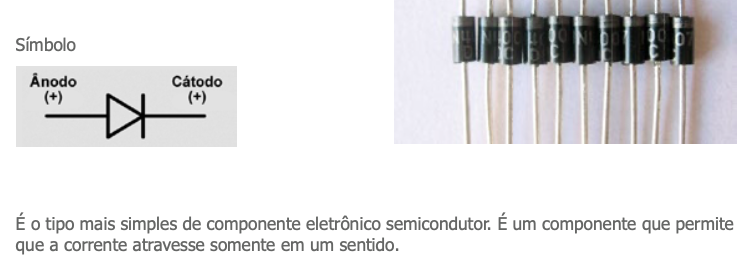 Símbolo
Ânodo Cátodo
(+) (+)
É o tipo mais simples de componente eletrônico semicondutor. É um componente que permite
que a corrente atravesse somente em um sentido.